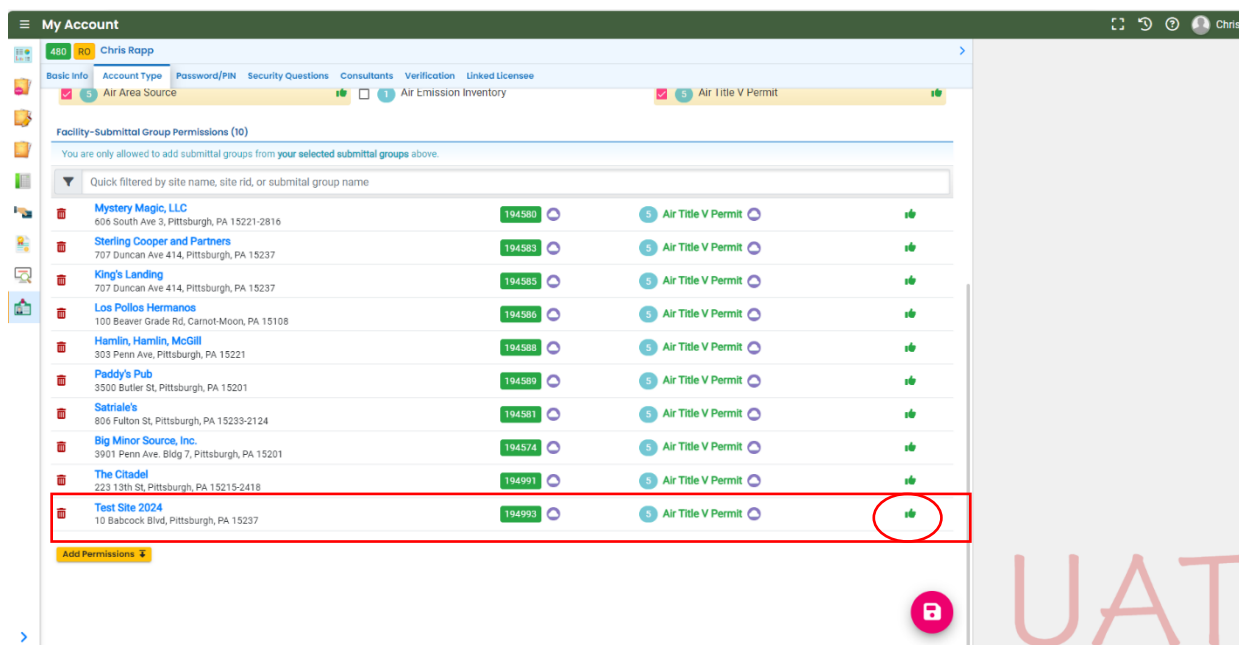 My Account
Chris
480 RO Chris Rapp
Basic Info Account Type Password/PIN Security Questions Consultants Verification Linked Licensee
5 Air Area Source 1 Air Emission Inventory 5 Air Title V Permit
Facility-Submittal Group Permissions (10)
You are only allowed to add submittal groups from your selected submittal groups above.
Quick filtered by site name, site rid, or submital group name
Mystery Magic, LLC
606 South Ave 3, Pittsburgh, PA 15221-2816
194580 5 Air Title V Permit
Sterling Cooper and Partners
707 Duncan Ave 414, Pittsburgh, PA 15237
194583 5 Air Title V Permit
King's Landing
707 Duncan Ave 414, Pittsburgh, PA 15237
194585 5 Air Title V Permit
Los Pollos Hermanos
100 Beaver Grade Rd, Carnot-Moon, PA 15108
194586 5 Air Title V Permit
Hamlin, Hamlin, McGill
303 Penn Ave, Pittsburgh, PA 15221
194588 5 Air Title V Permit
Paddy's Pub
3500 Butler St, Pittsburgh, PA 15201
194589 5 Air Title V Permit
Satriale's
806 Fulton St, Pittsburgh, PA 15233-2124
194581 5 Air Title V Permit
Big Minor Source, Inc.
3901 Penn Ave. Bldg 7, Pittsburgh, PA 15201
194574 5 Air Title V Permit
The Citadel
223 13th St, Pittsburgh, PA 15215-2418
194991 5 Air Title V Permit
Test Site 2024
10 Babcock Blvd, Pittsburgh, PA 15237
194993 5 Air Title V Permit
Add Permissions
UAT